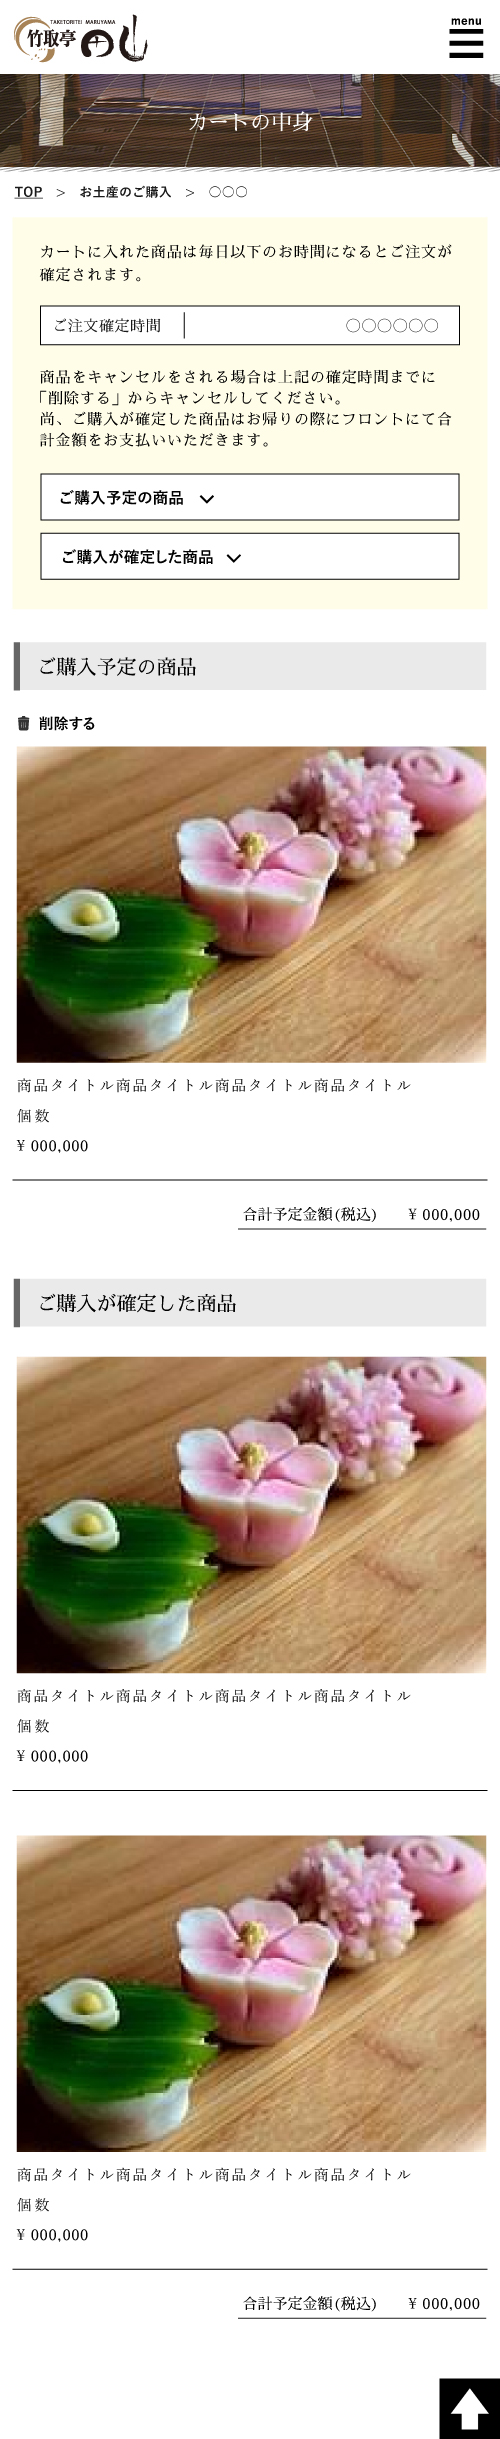 TAKETORITEI MARUYAMA
menu
竹取亭
カートの中身
TOP > お土産のご購入 > 〇〇〇
カートに入れた商品は毎日以下のお時間になるとご注文が
確定されます。
ご注文確定時間 〇〇〇〇〇〇
商品をキャンセルをされる場合は上記の確定時間までに
「削除する」からキャンセルしてください。
尚、ご購入が確定した商品はお帰りの際にフロントにて合
計金額をお支払いいただきます。
ご購入予定の商品
ご購入が確定した商品
ご購入予定の商品
削除する
商品タイトル商品タイトル商品タイトル商品タイトル
個数
¥ 000,000
合計予定金額(税込) ¥ 000,000
ご購入が確定した商品
商品タイトル商品タイトル商品タイトル商品タイトル
個数
¥ 000,000
商品タイトル商品タイトル商品タイトル商品タイトル
個数
¥ 000,000
合計予定金額(税込) ¥ 000,000